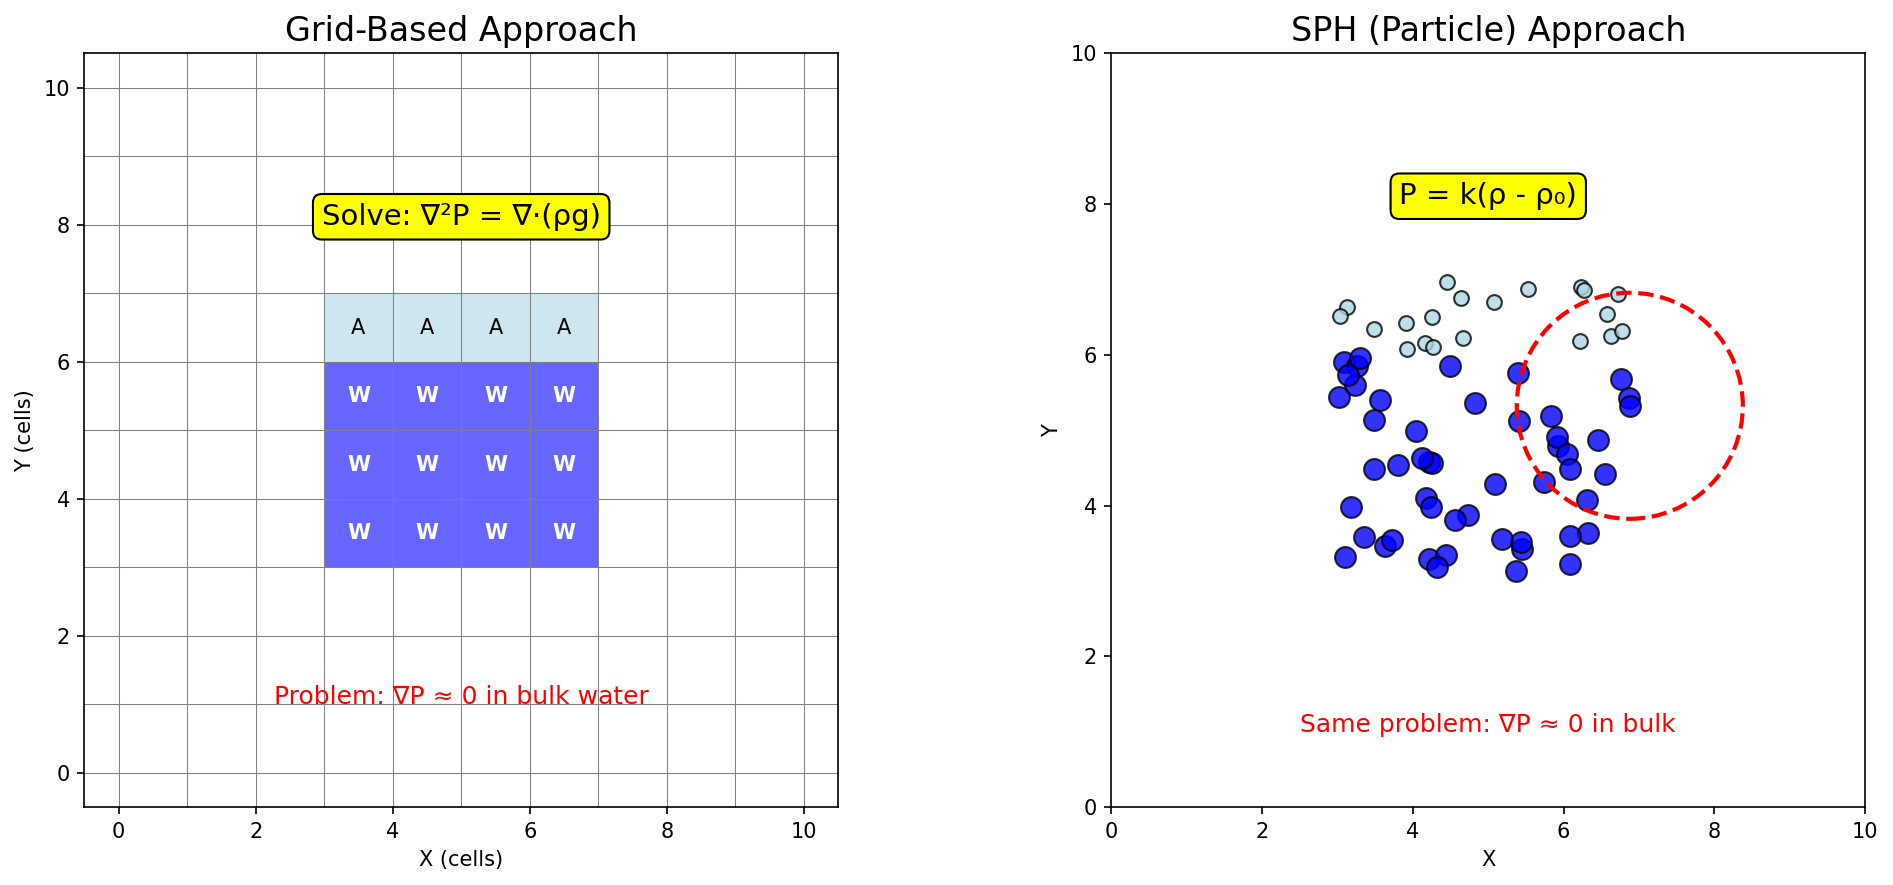 Grid-Based Approach
10
8
6
4
2
0
Y (cells)
Solve: ∇²P = ∇·(ρg)
A A A A
W W W W
W W W W
W W W W
Problem: ∇P ≈ 0 in bulk water
0 2 4 6 8 10
X (cells)
SPH (Particle) Approach
10
8
6
4
2
0
Y
P = k(ρ - ρ₀)
Same problem: ∇P ≈ 0 in bulk
0 2 4 6 8 10
X